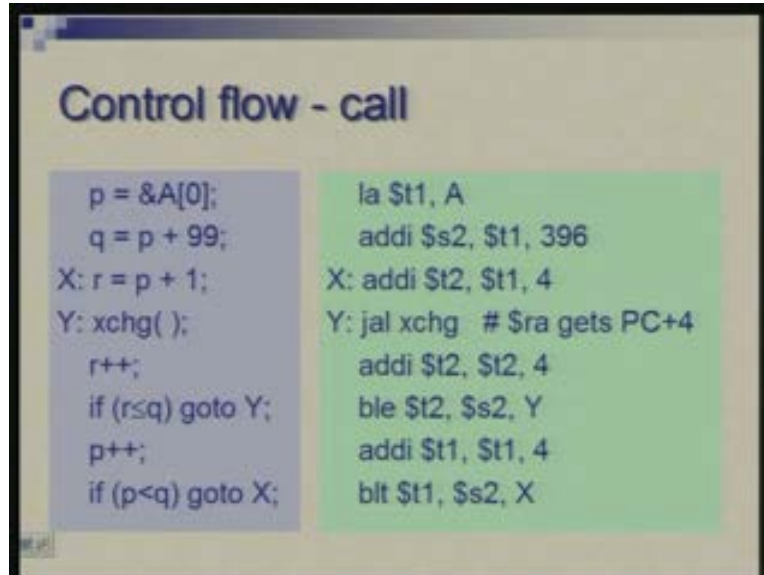 Control flow - call
p = &A[0];
q = p + 99;
X: r = p + 1;
Y: xchg( );
r++;
if (r≤q) goto Y;
p++;
if (p<q) goto X;
la $t1, A
addi $s2, $t1, 396
X: addi $t2, $t1, 4
Y: jal xchg # $ra gets PC+4
addi $t2, $t2, 4
ble $t2, $s2, Y
addi $t1, $t1, 4
blt $t1, $s2, X